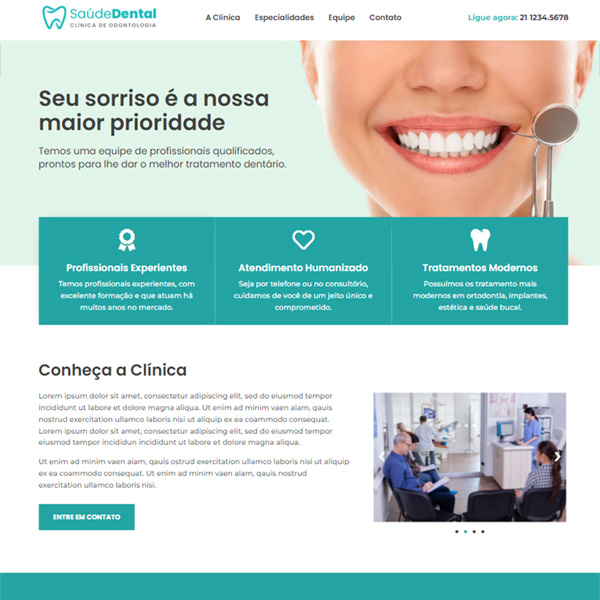 SaúdeDental
CLÍNICA DE ODONTOLOGIA
A Clínica Especialidades Equipe Contato
Ligue agora: 21 1234.5678
Seu sorriso é a nossa
maior prioridade
Temos uma equipe de profissionais qualificados,
prontos para lhe dar o melhor tratamento dentário.
Profissionais Experientes
Temos profissionais experientes, com
excelente formação e que atuam há
muitos anos no mercado.
Atendimento Humanizado
Seja por telefone ou no consultório,
cuidamos de você de um jeito único e
comprometido.
Tratamentos Modernos
Possuímos os tratamento mais
modernos em ortodontia, implantes,
estética e saúde bucal.
Conheça a Clínica
Lorem ipsum dolor sit amet, consectetur adipiscing elit, sed do eiusmod tempor
incididunt ut labore et dolore magna aliqua. Ut enim ad minim vaen aiam, qauis
nostrud exercitation ullamco laboris nisi ut aliquip ex ea coammodo consequat.
Lorem ipsum dolor sit amet, consectetur adipiscing elit, sed do eiusmod tempor
eiusmod tempor incididun incididunt ut labore et dolore magna aliqua.
Ut enim ad minim vaen aiam, qauis ostrud exercitation ullamco laboris nisi ut aliquip
ex ea coammodo consequat. Ut enim ad minim vaen aiam, qauis nostrud
exercitation ullamco laboris nisi.
ENTRE EM CONTATO